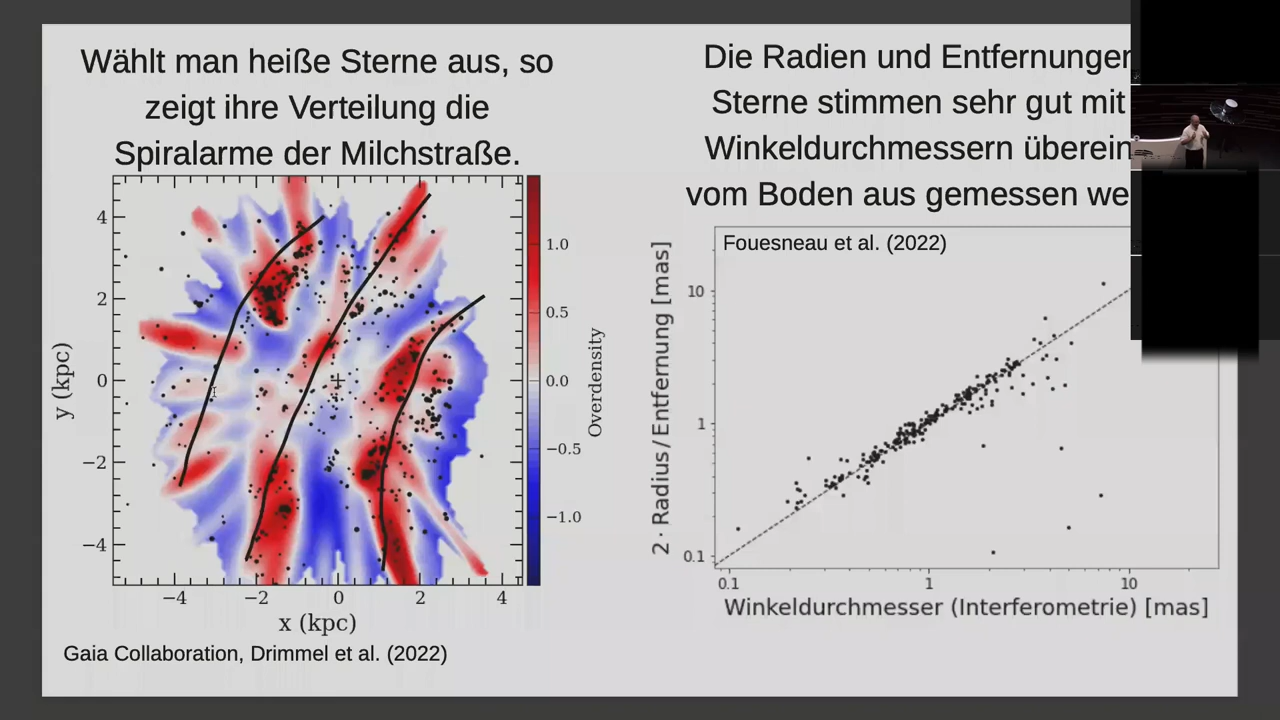 Wählt man heiße Sterne aus, so
zeigt ihre Verteilung die
Spiralarme der Milchstraße.
4
2
0
−2
−4
y (kpc)
−4 −2 0 2 4
x (kpc)
1.0
0.5
0.0
−0.5
−1.0
Overdensity
Gaia Collaboration, Drimmel et al. (2022)
Die Radien und Entfernungen
Sterne stimmen sehr gut mit
Winkeldurchmessern überein
vom Boden aus gemessen we
Fouesneau et al. (2022)
10
1
0.1
2 · Radius / Entfernung [mas]
0.1 1 10
Winkeldurchmesser (Interferometrie) [mas]